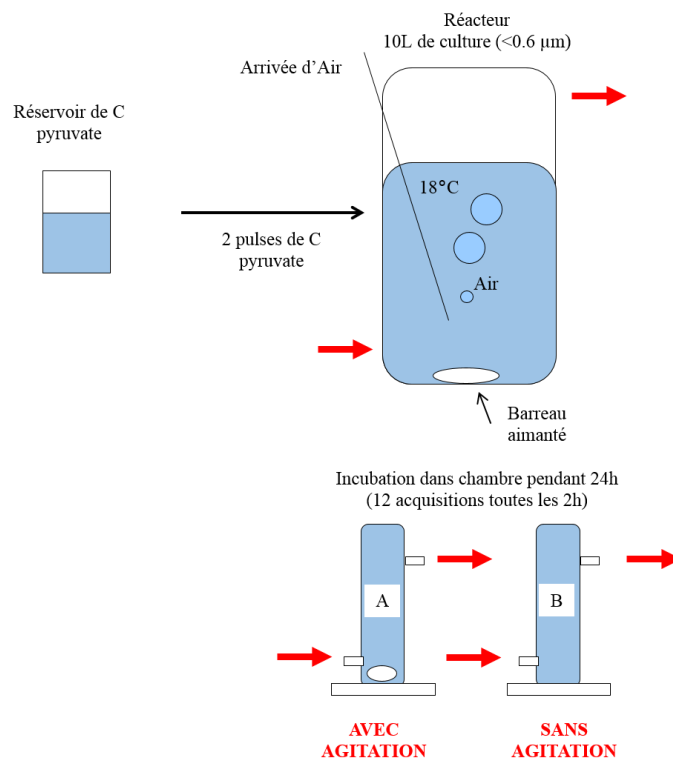 Réacteur
10L de culture (<0.6 µm)
Arrivée d’Air
Réservoir de C
pyruvate
18°C
2 pulses de C
pyruvate
Air
Barreau
aimanté
Incubation dans chambre pendant 24h
(12 acquisitions toutes les 2h)
A
B
AVEC
AGITATION
SANS
AGITATION